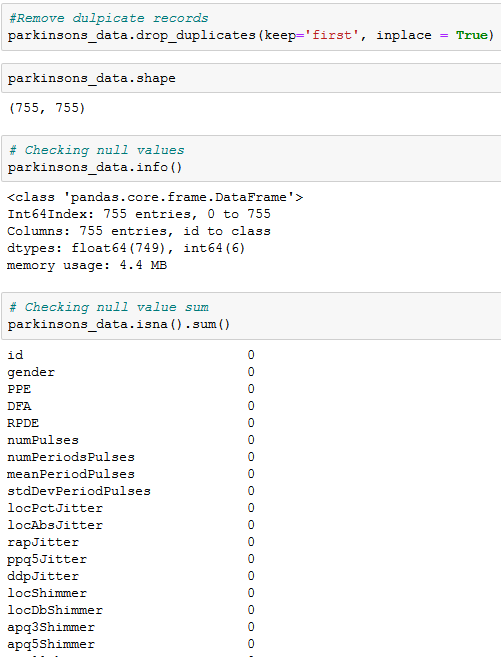 #Remove dulpicate records
parkinsons_data.drop_duplicates(keep='first', inplace = True)
parkinsons_data.shape
(755, 755)
# Checking null values
parkinsons_data.info()
<class 'pandas.core.frame.DataFrame'>
Int64Index: 755 entries, 0 to 755
Columns: 755 entries, id to class
dtypes: float64(749), int64(6)
memory usage: 4.4 MB
# Checking null value sum
parkinsons_data.isna().sum()
id 0
gender 0
PPE 0
DFA 0
RPDE 0
numPulses 0
numPeriodsPulses 0
meanPeriodPulses 0
stdDevPeriodPulses 0
locPctJitter 0
locAbsJitter 0
rapJitter 0
ppq5Jitter 0
ddpJitter 0
locShimmer 0
locDbShimmer 0
apq3Shimmer 0
apq5Shimmer 0